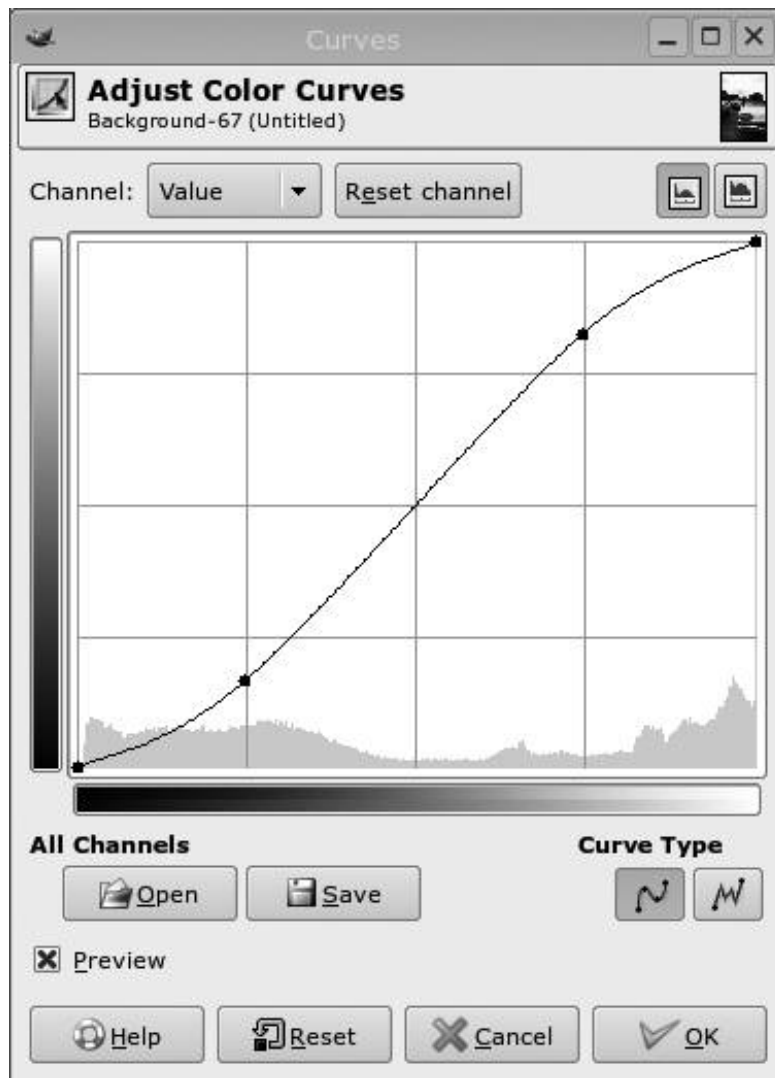 Curves
Adjust Color Curves
Background-67 (Untitled)
Channel: Value Reset channel
All Channels Curve Type
Open Save
Preview
Help Reset Cancel OK